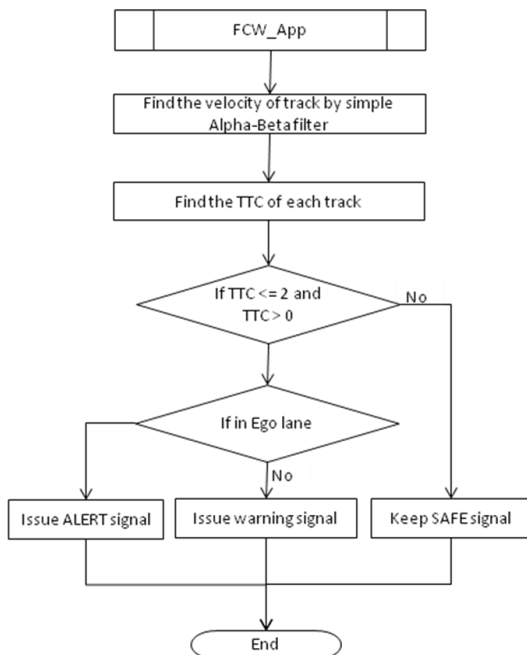 FCW_App
Find the velocity of track by simple
Alpha-Beta filter
Find the TTC of each track
If TTC <= 2 and
TTC > 0
No
If in Ego lane
No
Issue ALERT signal
Issue warning signal
Keep SAFE signal
End